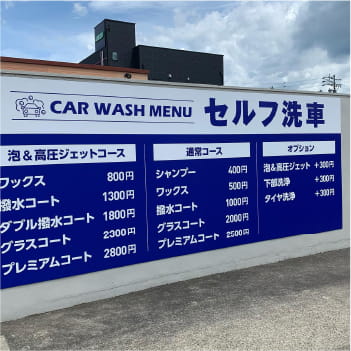 CAR WASH MENU セルフ洗車
泡&高圧ジェットコース
ワックス 800円
撥水コート 1300円
ダブル撥水コート 1800円
グラスコート 2300円
プレミアムコート 2800円
通常コース
シャンプー 400円
ワックス 500円
撥水コート 1000円
グラスコート 2000円
プレミアムコート 2500円
オプション
泡&高圧ジェット +300円
下部洗浄 +300円
タイヤ洗浄 +300円